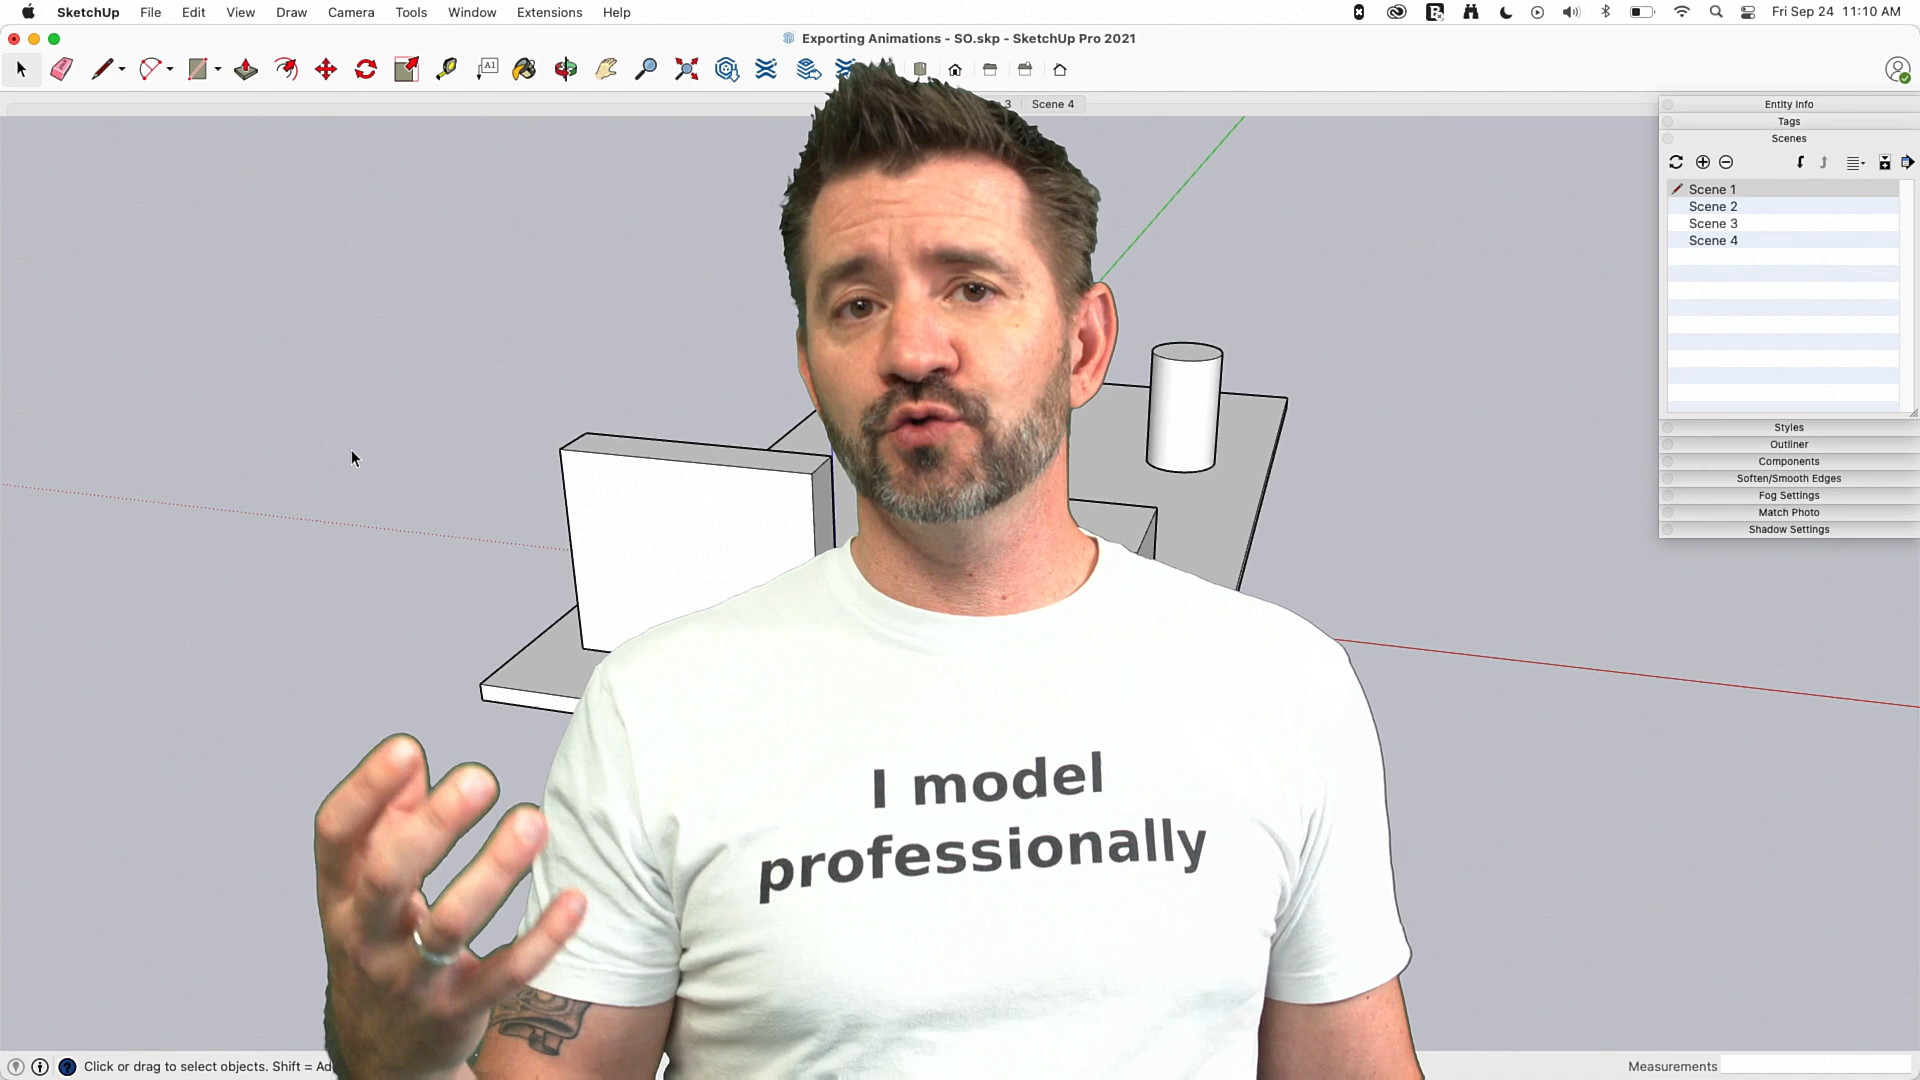 SketchUp File Edit View Draw Camera Tools Window Extensions Help Fri Sep 24 11:10 AM
Exporting Animations - SO.skp - SketchUp Pro 2021
A1
3 Scene 4
Entity Info
Tags
Scenes
Scene 1
Scene 2
Scene 3
Scene 4
Styles
Outliner
Components
Soften/Smooth Edges
Fog Settings
Match Photo
Shadow Settings
I model
professionally
Click or drag to select objects. Shift = Ad
Measurements